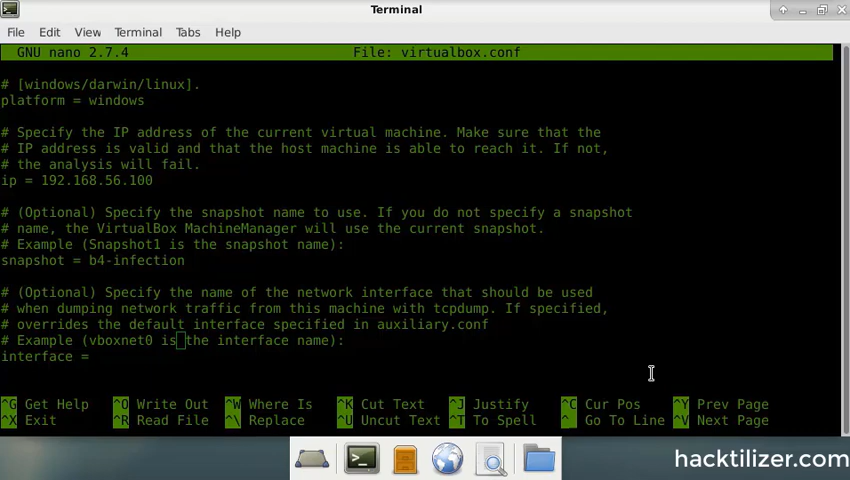 Terminal
File Edit View Terminal Tabs Help
GNU nano 2.7.4 File: virtualbox.conf
# [windows/darwin/linux].
platform = windows
# Specify the IP address of the current virtual machine. Make sure that the
# IP address is valid and that the host machine is able to reach it. If not,
# the analysis will fail.
ip = 192.168.56.100
# (Optional) Specify the snapshot name to use. If you do not specify a snapshot
# name, the VirtualBox MachineManager will use the current snapshot.
# Example (Snapshot1 is the snapshot name):
snapshot = b4-infection
# (Optional) Specify the name of the network interface that should be used
# when dumping network traffic from this machine with tcpdump. If specified,
# overrides the default interface specified in auxiliary.conf
# Example (vboxnet0 is the interface name):
interface =
^G Get Help ^O Write Out ^W Where Is ^K Cut Text ^J Justify ^C Cur Pos ^Y Prev Page
^X Exit ^R Read File ^\ Replace ^U Uncut Text ^T To Spell ^_ Go To Line ^V Next Page
hacktilizer.com